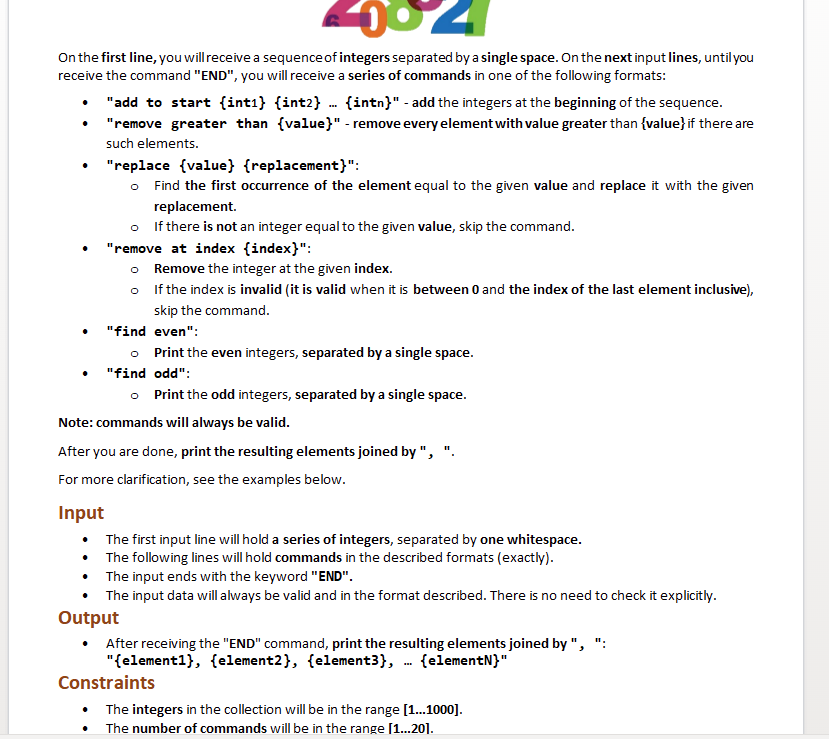 On the first line, you will receive a sequence of integers separated by a single space. On the next input lines, until you
receive the command "END", you will receive a series of commands in one of the following formats:
• "add to start {int1} {int2} … {intn}" - add the integers at the beginning of the sequence.
• "remove greater than {value}" - remove every element with value greater than {value} if there are
such elements.
• "replace {value} {replacement}":
o Find the first occurrence of the element equal to the given value and replace it with the given
replacement.
o If there is not an integer equal to the given value, skip the command.
• "remove at index {index}":
o Remove the integer at the given index.
o If the index is invalid (it is valid when it is between 0 and the index of the last element inclusive),
skip the command.
• "find even":
o Print the even integers, separated by a single space.
• "find odd":
o Print the odd integers, separated by a single space.
Note: commands will always be valid.
After you are done, print the resulting elements joined by ", ".
For more clarification, see the examples below.
Input
• The first input line will hold a series of integers, separated by one whitespace.
• The following lines will hold commands in the described formats (exactly).
• The input ends with the keyword "END".
• The input data will always be valid and in the format described. There is no need to check it explicitly.
Output
• After receiving the "END" command, print the resulting elements joined by ", ":
"{element1}, {element2}, {element3}, … {elementN}"
Constraints
• The integers in the collection will be in the range [1...1000].
• The number of commands will be in the range [1...20].